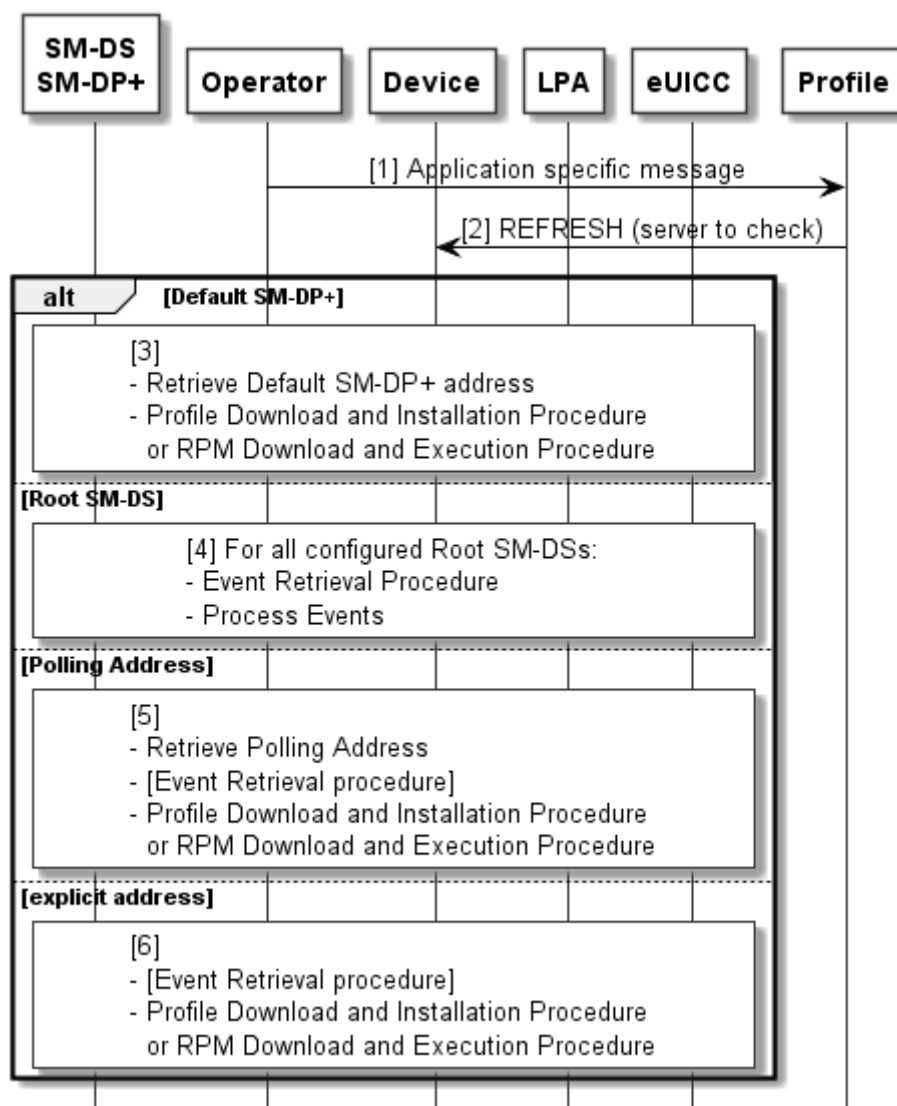 SM-DS
SM-DP+
Operator
Device
LPA
eUICC
Profile
[1] Application specific message
[2] REFRESH (server to check)
alt
[Default SM-DP+]
[3]
- Retrieve Default SM-DP+ address
- Profile Download and Installation Procedure
or RPM Download and Execution Procedure
[Root SM-DS]
[4] For all configured Root SM-DSs:
- Event Retrieval Procedure
- Process Events
[Polling Address]
[5]
- Retrieve Polling Address
- [Event Retrieval procedure]
- Profile Download and Installation Procedure
or RPM Download and Execution Procedure
[explicit address]
[6]
- [Event Retrieval procedure]
- Profile Download and Installation Procedure
or RPM Download and Execution Procedure